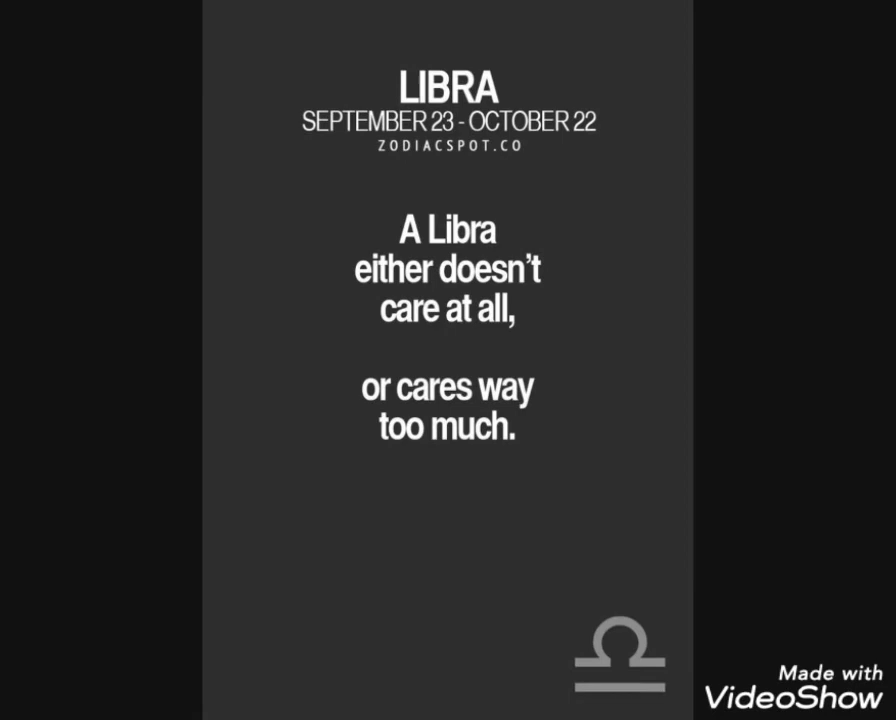 LIBRA
SEPTEMBER 23 - OCTOBER 22
ZODIACSPOT.CO
A Libra
either doesn’t
care at all,
or cares way
too much.
Made with
VideoShow